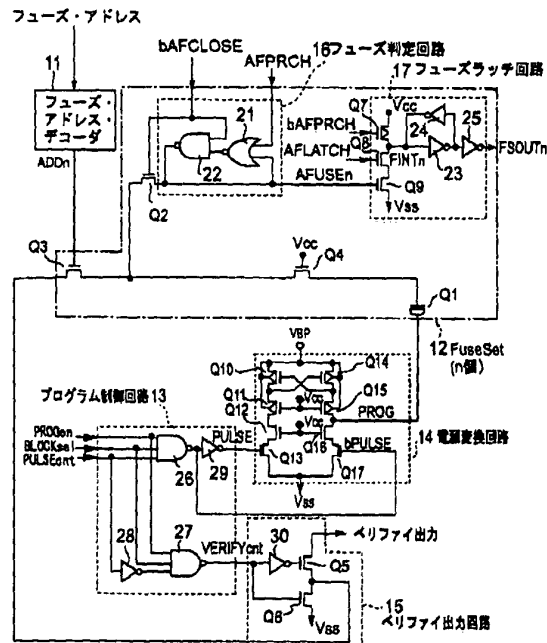 フューズ・アドレス
11
フューズ・
アドレス・
デコーダ
ADDn
bAFCLOSE
AFPRCH
16 フューズ判定回路
21
22
Q2
AFUSEn
17 フューズラッチ回路
Q7
Vcc
bAFPRCH
Q8
AFLATCH
24
25
FINTn
23
FSOUTn
Q9
Vss
Q3
Vcc
Q4
Q1
12 FuseSet
(n個)
VBP
Q10
Q14
Q11
Q15
Vcc
Vcc
Q12
PROG
Vcc
Q16
bPULSE
Q13
Q17
Vss
14 電源変換回路
プログラム制御回路 13
PROGen
BLOCKsel
PULSEcnt
PULSE
26
29
27
28
VERIFYcnt
30
ベリファイ出力
Q5
Q6
Vss
15
ベリファイ出力回路